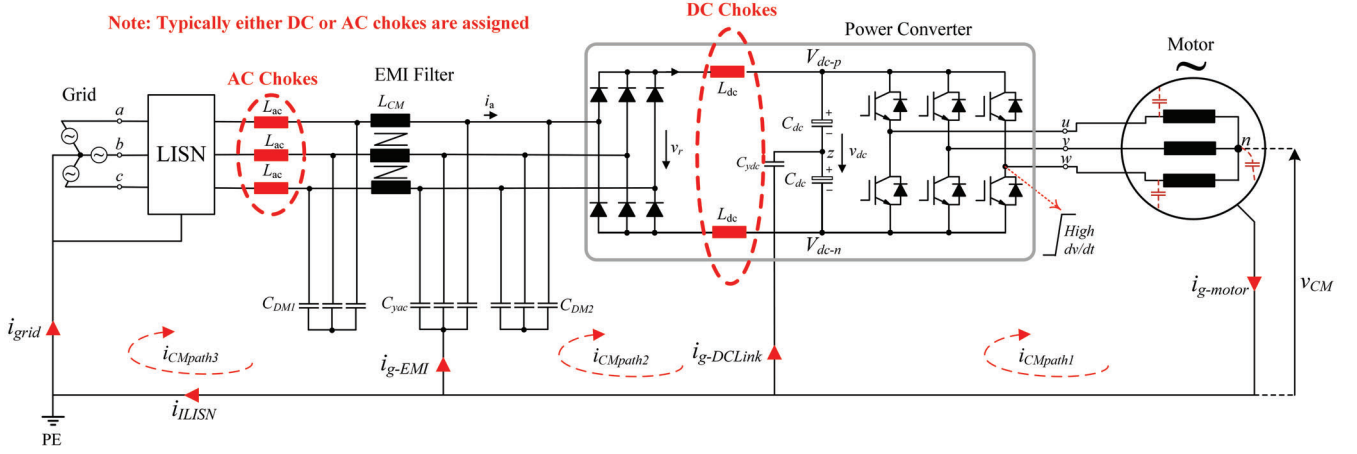 Note: Typically either DC or AC chokes are assigned
DC Chokes
Power Converter
Motor
~
AC Chokes
EMI Filter
Grid
a
b
c
LISN
Lac
Lac
Lac
LCM
ia
vr
Ldc
Ldc
Vdc-p
Vdc-n
Cdc
Cdc
+
−
+
−
z
vdc
Cydc
u
v
w
n
High
dv/dt
CDM1
Cyac
CDM2
igrid
iCMpath3
ig-EMI
iCMpath2
ig-DCLink
iCMpath1
ig-motor
vCM
iILISN
PE